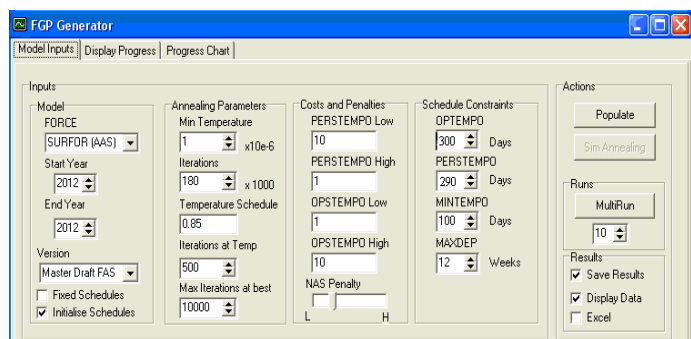 FGP Generator
Model Inputs Display Progress Progress Chart
Inputs
Model
FORCE
SURFOR (AAS)
Start Year
2012
End Year
2012
Version
Master Draft FAS
Fixed Schedules
Initialise Schedules
Annealing Parameters
Min Temperature
1 x10e-6
Iterations
180 x 1000
Temperature Schedule
0.85
Iterations at Temp
500
Max Iterations at best
10000
Costs and Penalties
PERSTEMPO Low
10
PERSTEMPO High
1
OPSTEMPO Low
1
OPSTEMPO High
10
NAS Penalty
L H
Schedule Constraints
OPTEMPO
300 Days
PERSTEMPO
290 Days
MINTEMPO
100 Days
MAXDEP
12 Weeks
Actions
Populate
Sim Annealing
Runs
MultiRun
10
Results
Save Results
Display Data
Excel